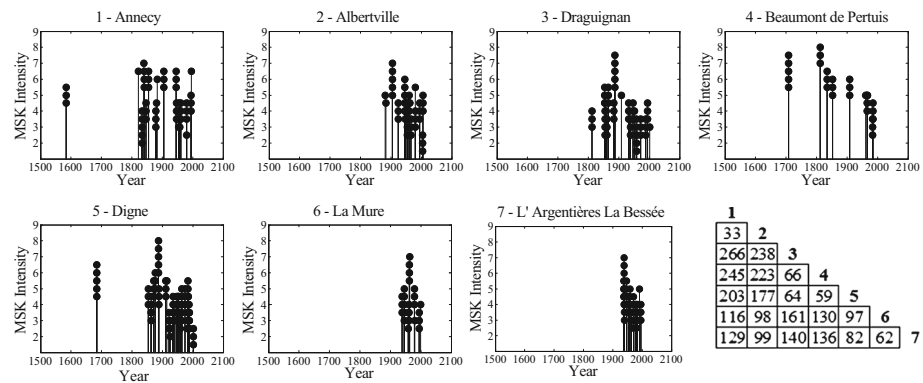 1 - Annecy
2 - Albertville
3 - Draguignan
4 - Beaumont de Pertuis
MSK Intensity
9
8
7
6
5
4
3
2
1500 1600 1700 1800 1900 2000 2100
Year
MSK Intensity
9
8
7
6
5
4
3
2
1500 1600 1700 1800 1900 2000 2100
Year
MSK Intensity
9
8
7
6
5
4
3
2
1500 1600 1700 1800 1900 2000 2100
Year
MSK Intensity
9
8
7
6
5
4
3
2
1500 1600 1700 1800 1900 2000 2100
Year
5 - Digne
6 - La Mure
7 - L' Argentières La Bessée
MSK Intensity
9
8
7
6
5
4
3
2
1500 1600 1700 1800 1900 2000 2100
Year
MSK Intensity
9
8
7
6
5
4
3
2
1500 1600 1700 1800 1900 2000 2100
Year
MSK Intensity
9
8
7
6
5
4
3
2
1500 1600 1700 1800 1900 2000 2100
Year
1
33 2
266 238 3
245 223 66 4
203 177 64 59 5
116 98 161 130 97 6
129 99 140 136 82 62 7